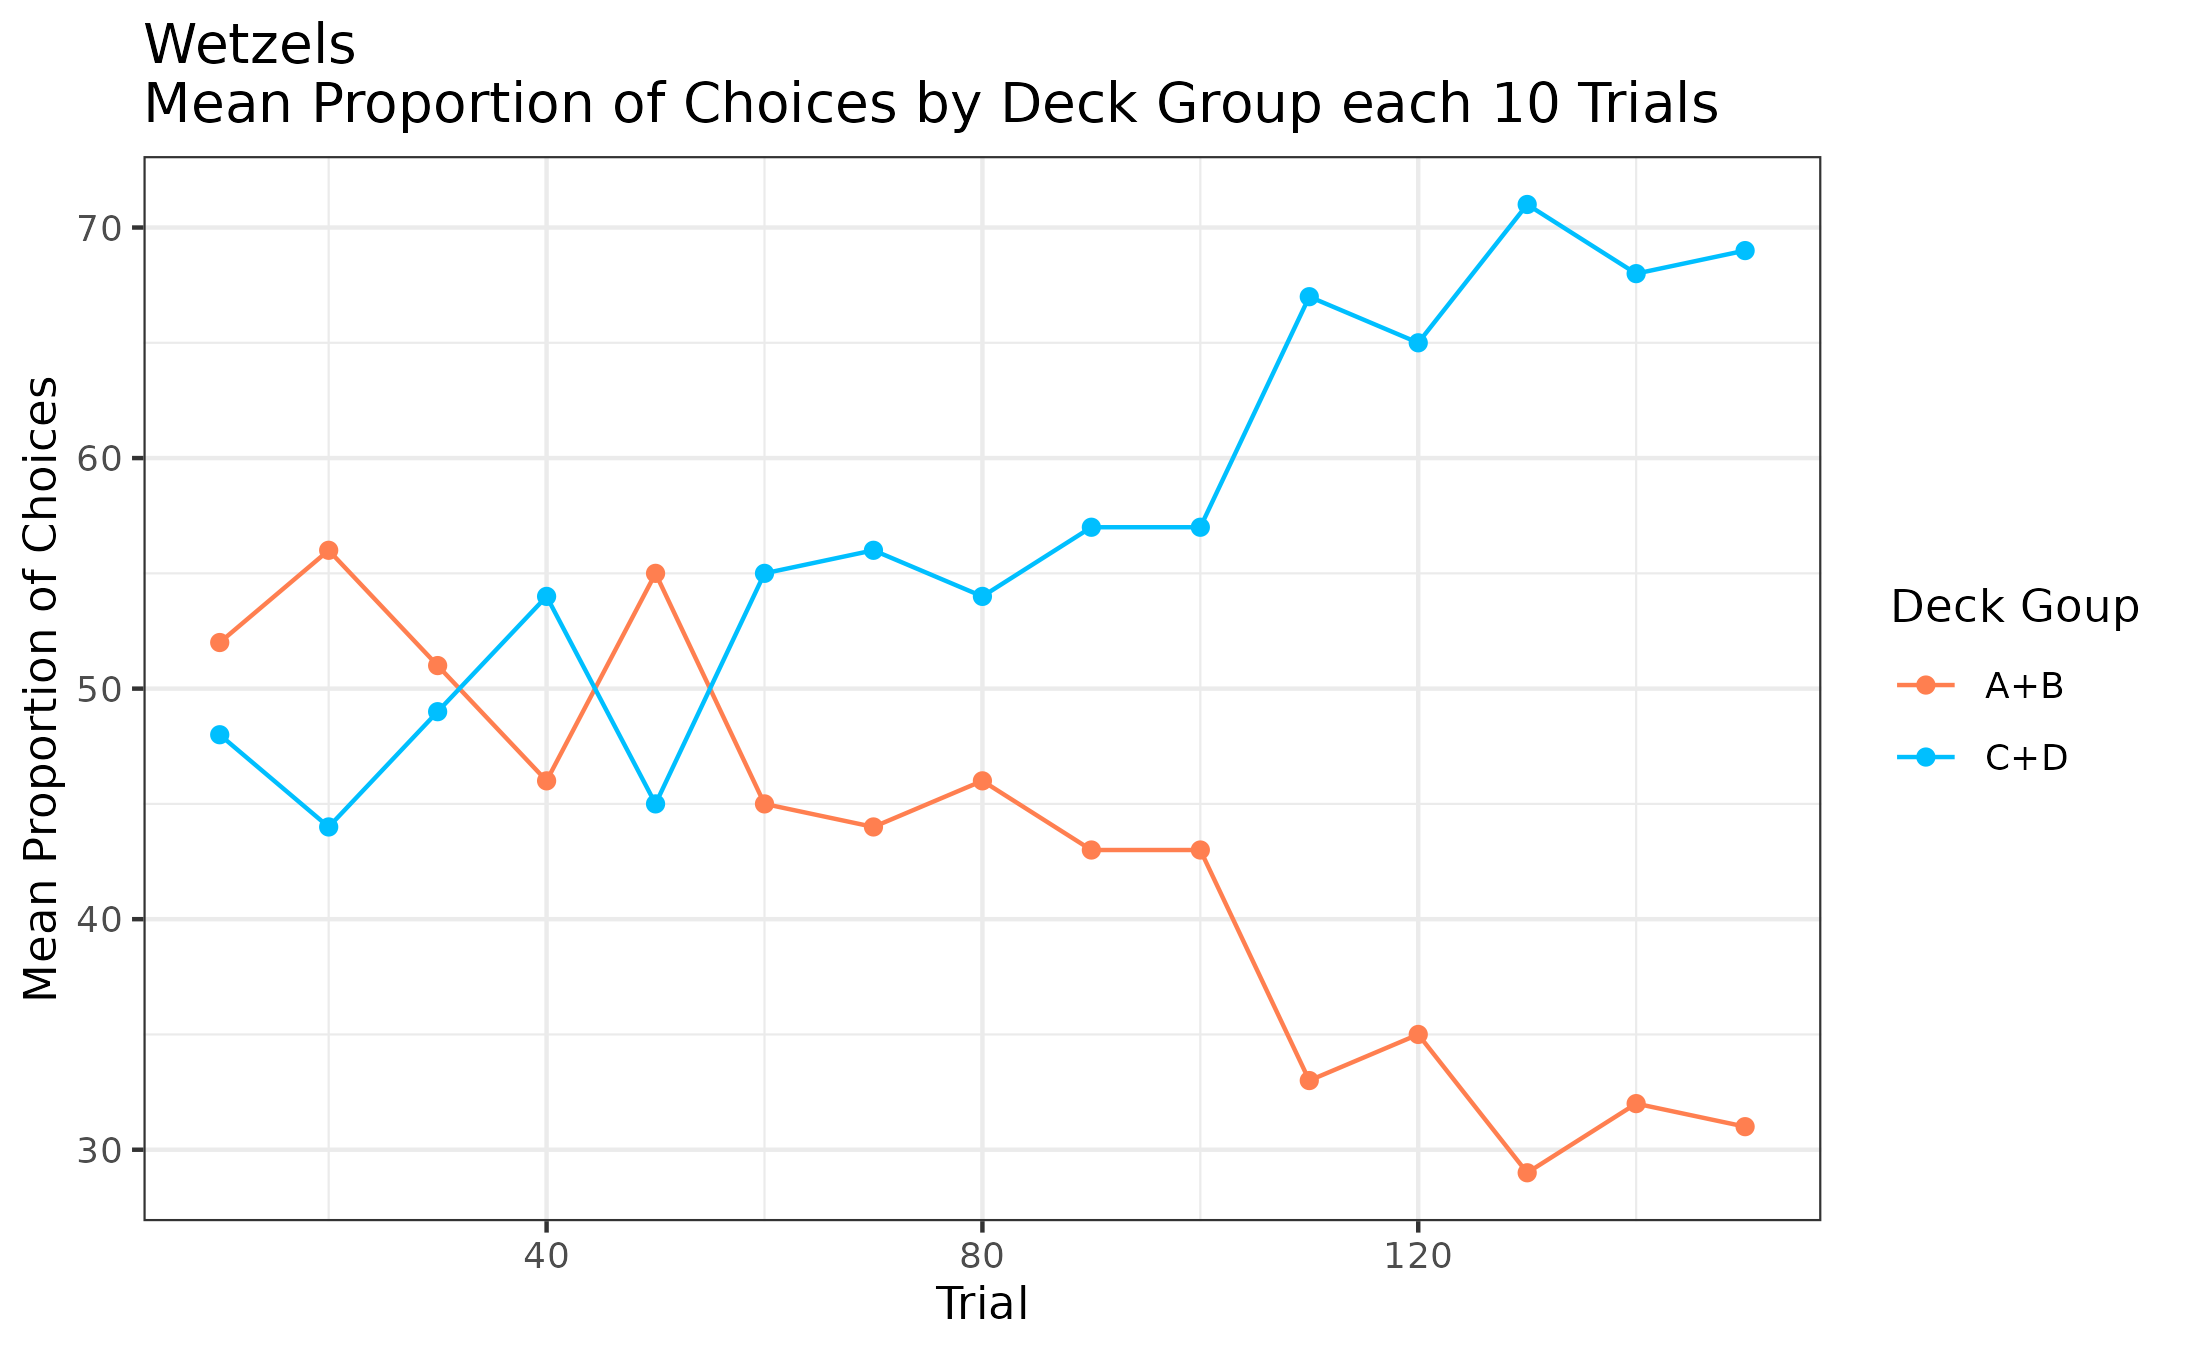 Wetzels
Mean Proportion of Choices by Deck Group each 10 Trials
Mean Proportion of Choices
70
60
50
40
30
40
80
120
Trial
Deck Goup
A+B
C+D